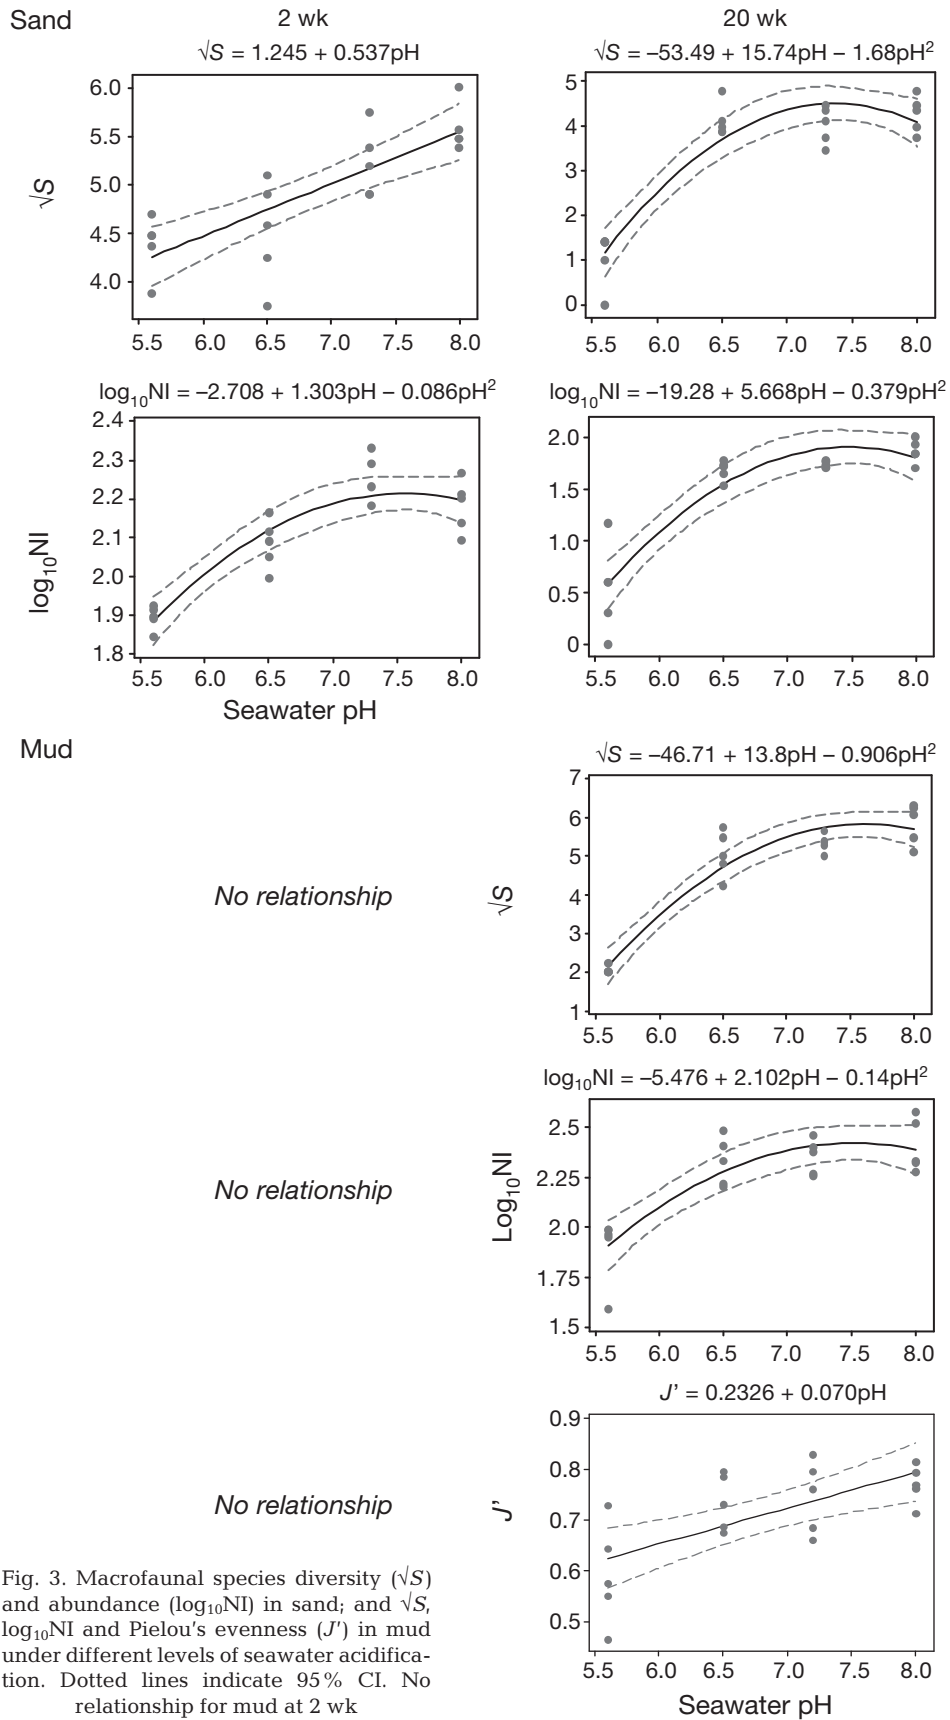 Sand
2 wk
20 wk
√S = 1.245 + 0.537pH
√S = –53.49 + 15.74pH – 1.68pH²
√S
6.0
5.5
5.0
4.5
4.0
5.5 6.0 6.5 7.0 7.5 8.0
5
4
3
2
1
0
5.5 6.0 6.5 7.0 7.5 8.0
log₁₀NI = –2.708 + 1.303pH – 0.086pH²
log₁₀NI = –19.28 + 5.668pH – 0.379pH²
log₁₀NI
2.4
2.3
2.2
2.1
2.0
1.9
1.8
5.5 6.0 6.5 7.0 7.5 8.0
Seawater pH
2.0
1.5
1.0
0.5
0
5.5 6.0 6.5 7.0 7.5 8.0
Mud
√S = –46.71 + 13.8pH – 0.906pH²
No relationship
√S
7
6
5
4
3
2
1
5.5 6.0 6.5 7.0 7.5 8.0
log₁₀NI = –5.476 + 2.102pH – 0.14pH²
No relationship
Log₁₀NI
2.5
2.25
2.0
1.75
1.5
5.5 6.0 6.5 7.0 7.5 8.0
J’ = 0.2326 + 0.070pH
No relationship
J’
0.9
0.8
0.7
0.6
0.5
5.5 6.0 6.5 7.0 7.5 8.0
Seawater pH
Fig. 3. Macrofaunal species diversity (√S)
and abundance (log₁₀NI) in sand; and √S,
log₁₀NI and Pielou's evenness (J') in mud
under different levels of seawater acidifica-
tion. Dotted lines indicate 95% CI. No
relationship for mud at 2 wk